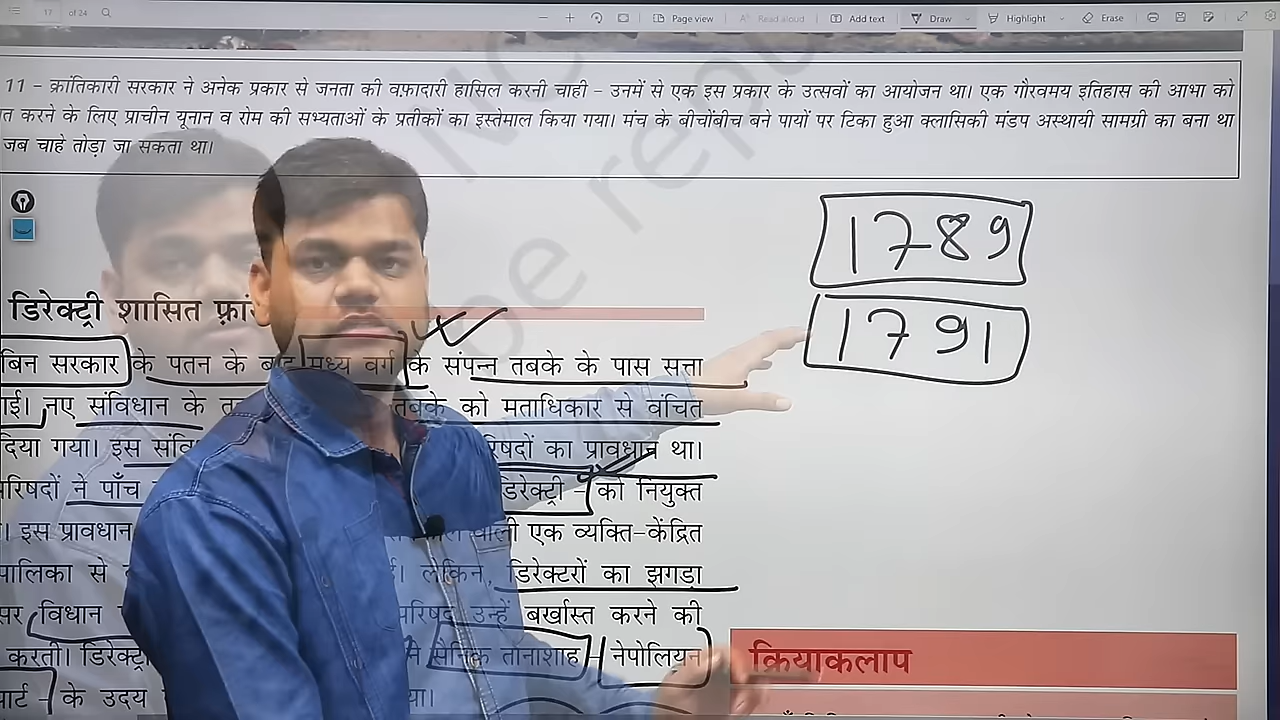 17 of 24 Page view Read aloud Add text Draw Highlight Erase
11 – क्रांतिकारी सरकार ने अनेक प्रकार से जनता की वफ़ादारी हासिल करनी चाही – उनमें से एक इस प्रकार के उत्सवों का आयोजन था। एक गौरवमय इतिहास की आभा को
त करने के लिए प्राचीन यूनान व रोम की सभ्यताओं के प्रतीकों का इस्तेमाल किया गया। मंच के बीचोंबीच बने पायों पर टिका हुआ क्लासिकी मंडप अस्थायी सामग्री का बना था
जब चाहे तोड़ा जा सकता था।
1789
1791
डिरेक्ट्री शासित फ़्रां
बिन सरकार के पतन के बाद मध्य वर्ग के संपन्न तबके के पास सत्ता
ाई। नए संविधान के त तबके को मताधिकार से वंचित
दिया गया। इस संवि रिषदों का प्रावधान था।
परिषदों ने पाँच डिरेक्ट्री – को नियुक्त
। इस प्रावधान वाली एक व्यक्ति-केंद्रित
पालिका से । लेकिन, डिरेक्टरों का झगड़ा
सर विधान परिषद उन्हें बर्खास्त करने की
करती। डिरेक्ट्री ने सैनिक तानाशाह – नेपोलियन
पार्ट – के उदय या।
क्रियाकलाप
be repu